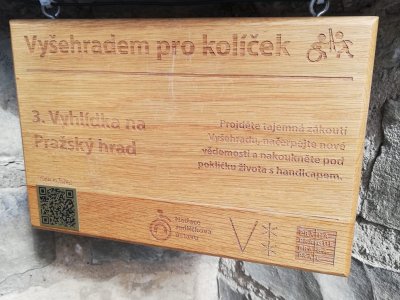 Vyšehradem pro kolíček
3. Vyhlídka na
Pražský hrad
Projděte tajemná zákoutí
Vyšehradu, načerpejte nové
vědomosti a nakoukněte pod
pokličku života s handicapem.